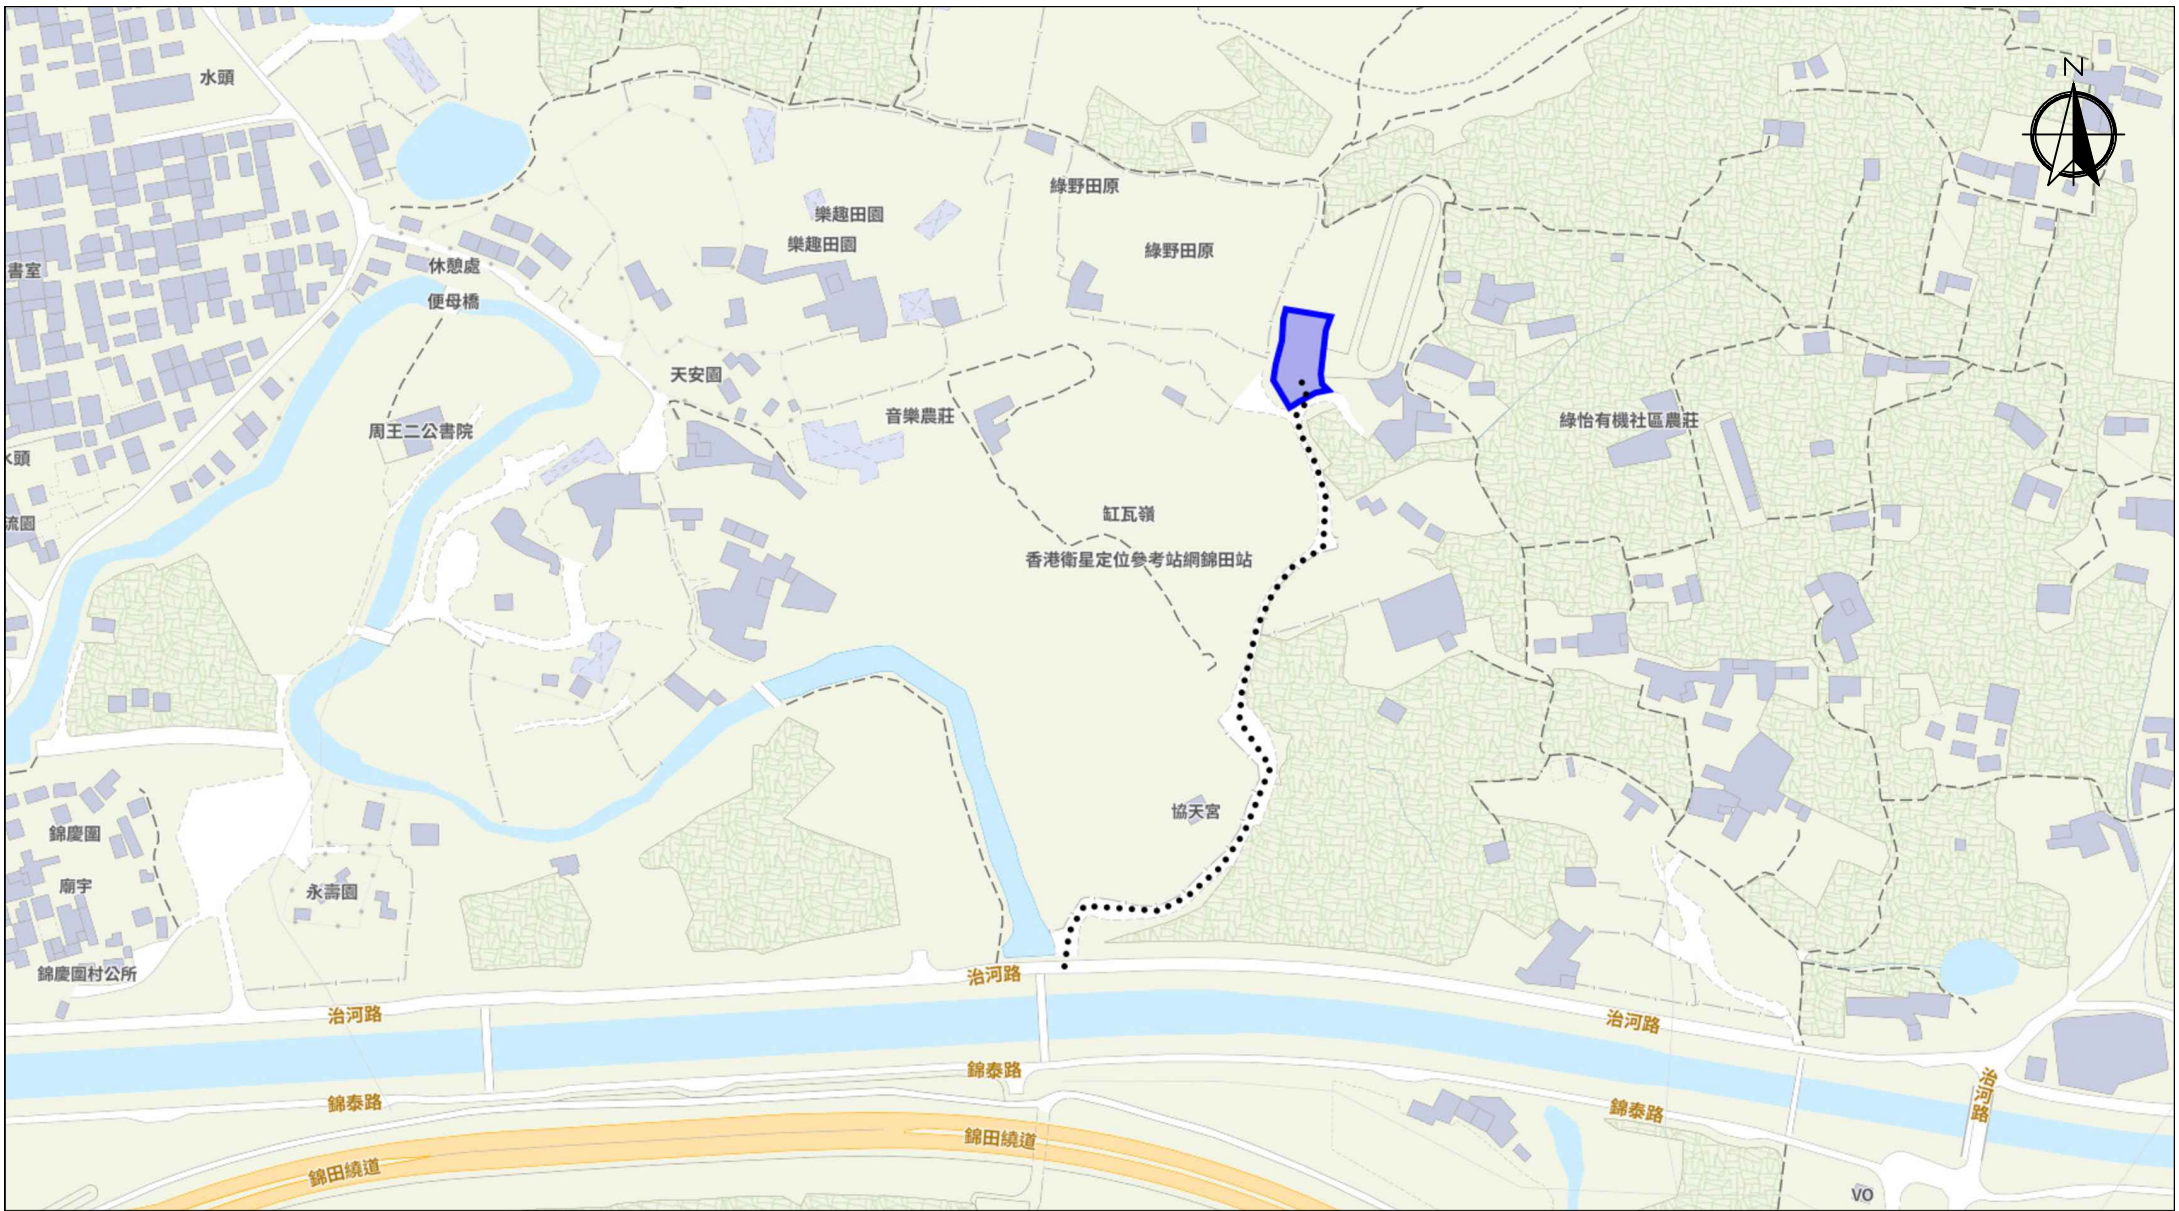 N
水頭
綠野田原
樂趣田園
樂趣田園
綠野田原
書室
休憩處
便母橋
天安園
音樂農莊
綠怡有機社區農莊
周王二公書院
水頭
流園
缸瓦嶺
香港衛星定位參考站網錦田站
協天宮
錦慶圍
廟宇
永壽園
錦慶圍村公所
治河路
治河路
治河路
錦泰路
治河路
錦泰路
錦泰路
錦田繞道
錦田繞道
VO